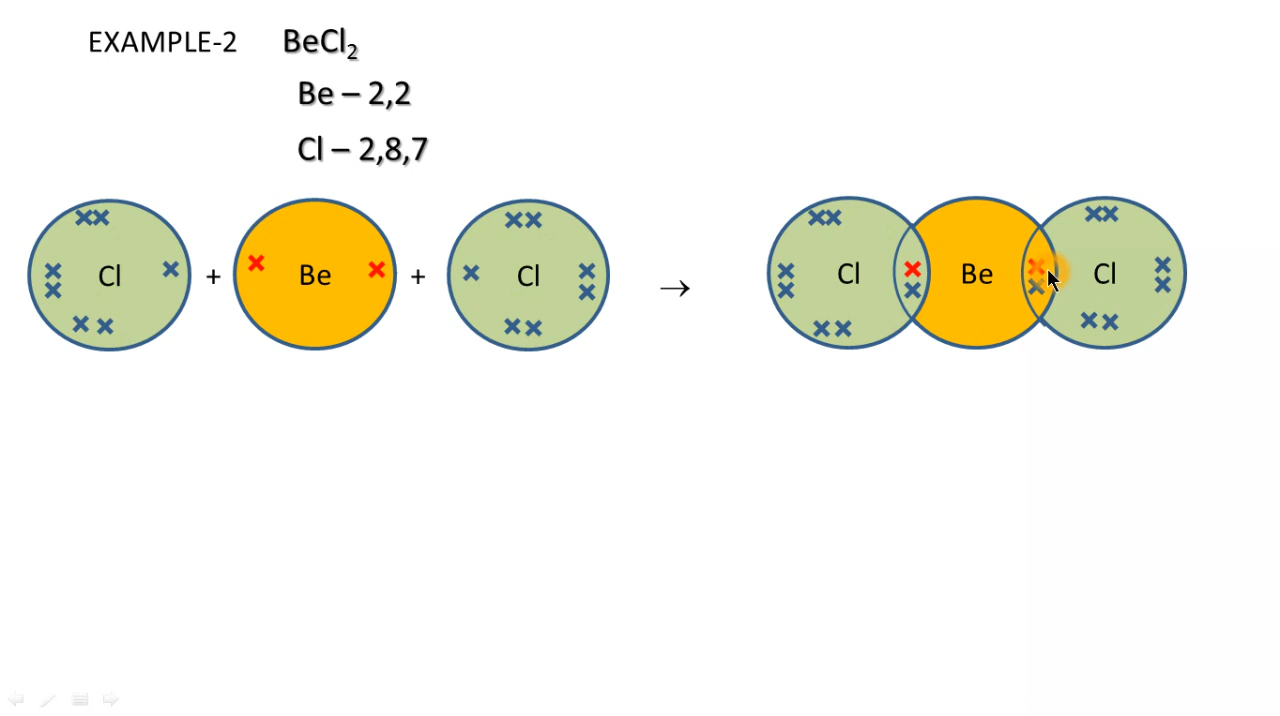 EXAMPLE-2 BeCl₂
Be – 2,2
Cl – 2,8,7
Cl + Be + Cl → Cl Be Cl